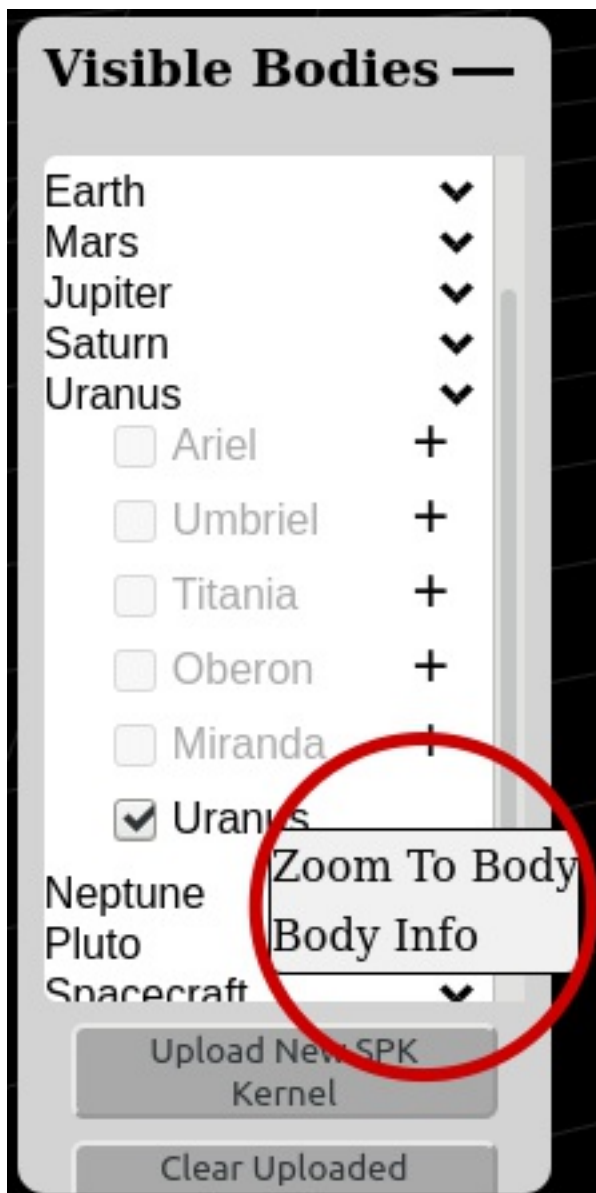 Visible Bodies
Earth
Mars
Jupiter
Saturn
Uranus
Ariel
Umbriel
Titania
Oberon
Miranda
Uranus
Zoom To Body
Neptune
Body Info
Pluto
Spacecraft
Upload New SPK
Kernel
Clear Uploaded